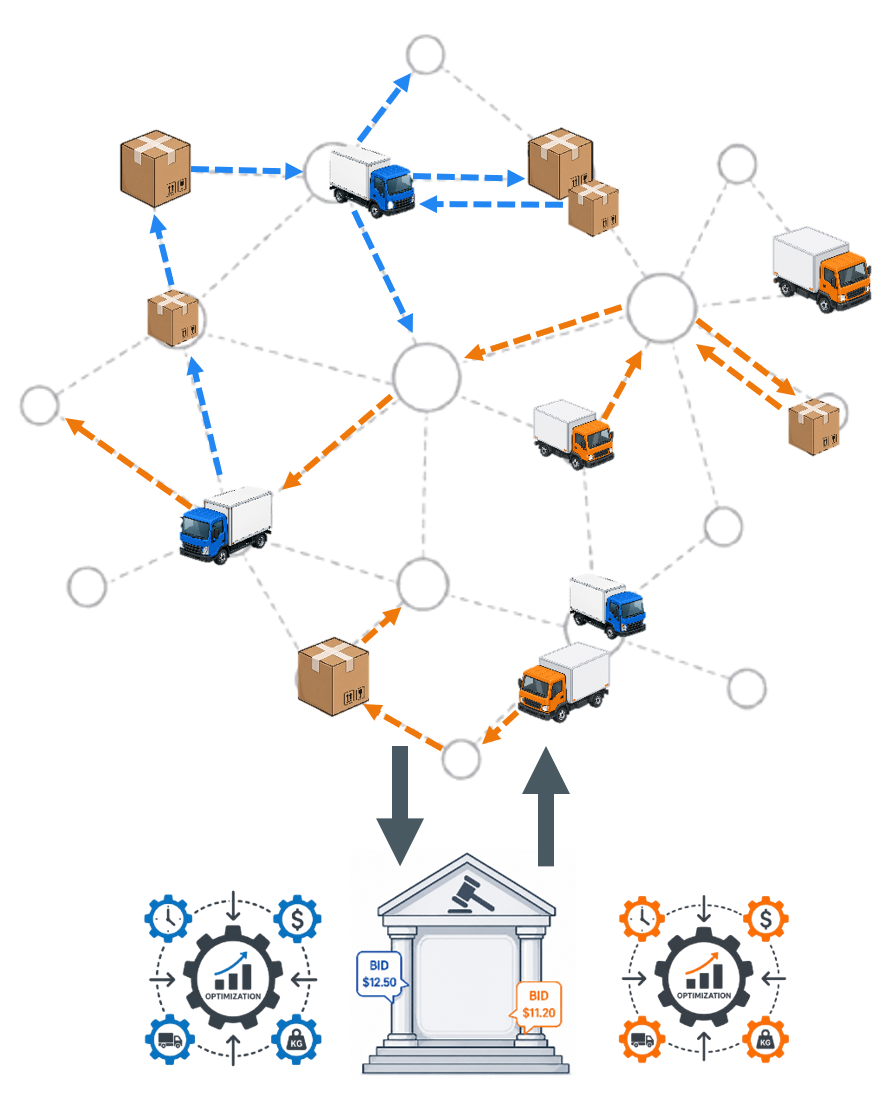 $
$
BID
$12.50
OPTIMIZATION
OPTIMIZATION
BID
$11.20
KG
KG